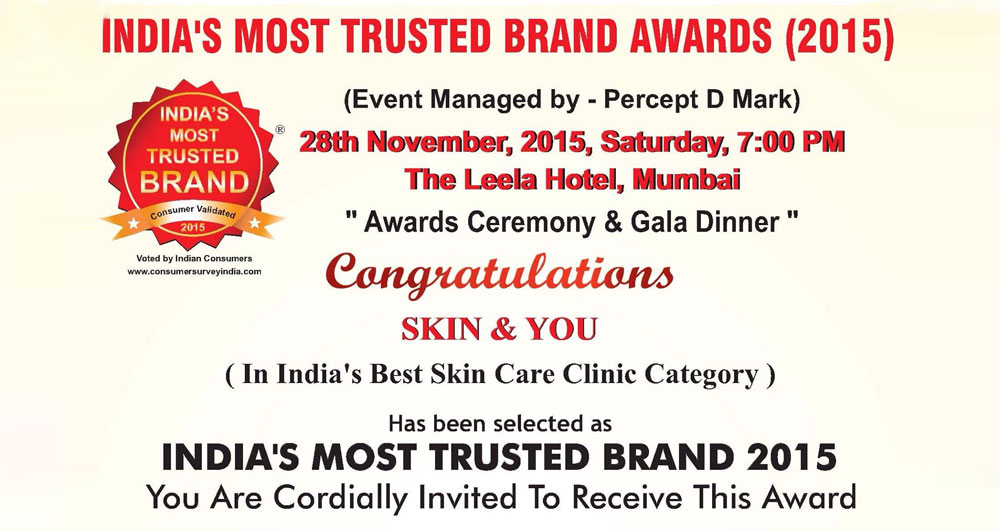 INDIA'S MOST TRUSTED BRAND AWARDS (2015)
INDIA'S
MOST
TRUSTED
BRAND
Consumer Validated
2015
®
Voted by Indian Consumers
www.consumersurveyindia.com
(Event Managed by - Percept D Mark)
28th November, 2015, Saturday, 7:00 PM
The Leela Hotel, Mumbai
" Awards Ceremony & Gala Dinner "
Congratulations
SKIN & YOU
( In India's Best Skin Care Clinic Category )
Has been selected as
INDIA'S MOST TRUSTED BRAND 2015
You Are Cordially Invited To Receive This Award